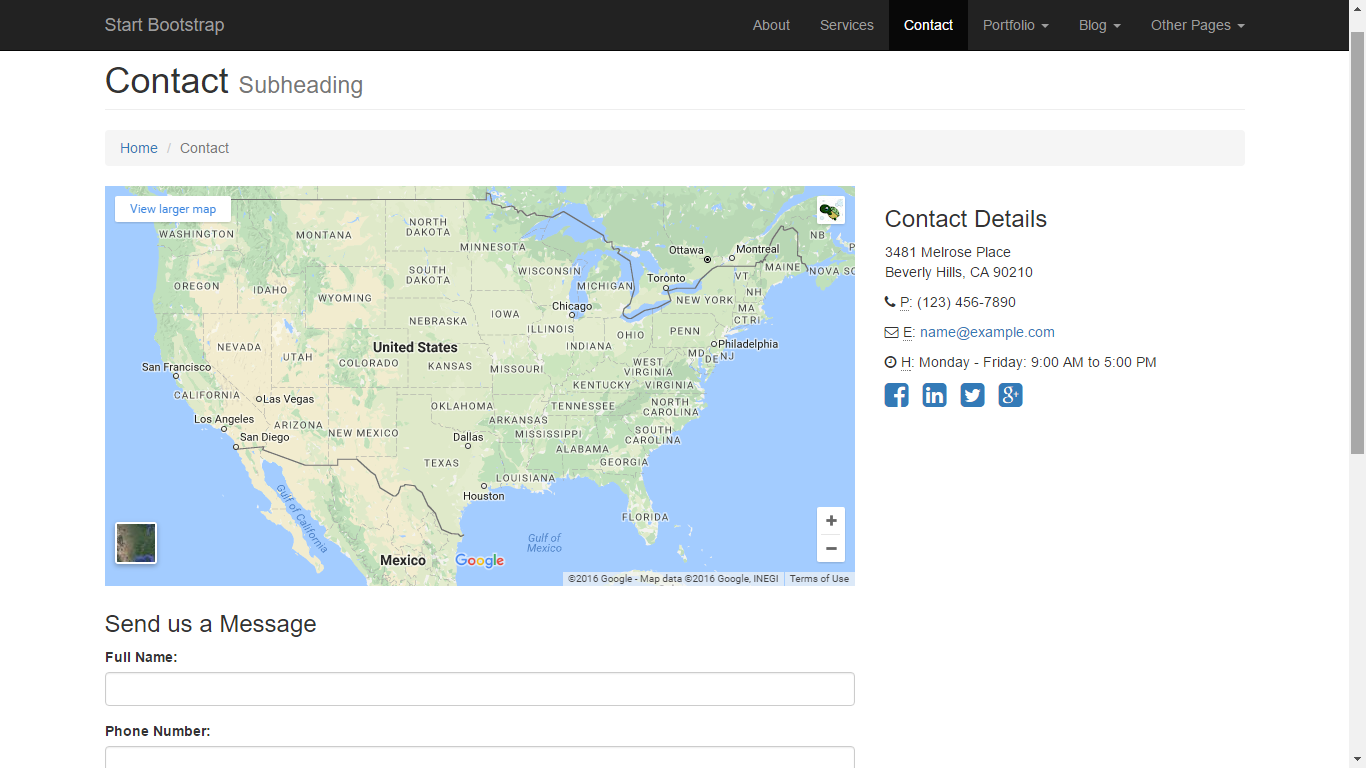 Start Bootstrap
About Services Contact Portfolio Blog Other Pages
Contact Subheading
Home / Contact
View larger map
WASHINGTON
MONTANA
NORTH
DAKOTA
MINNESOTA
Ottawa
Montreal
NB
PE
MAINE
NOVA SC
OREGON
IDAHO
WYOMING
SOUTH
DAKOTA
WISCONSIN
MICHIGAN
Toronto
VT
NH
NEW YORK
MA
CT RI
Chicago
IOWA
NEBRASKA
ILLINOIS
INDIANA
OHIO
PENN
Philadelphia
MD
DE
NJ
NEVADA
UTAH
COLORADO
United States
KANSAS
MISSOURI
WEST
VIRGINIA
VIRGINIA
KENTUCKY
San Francisco
CALIFORNIA
Las Vegas
Los Angeles
San Diego
ARIZONA
NEW MEXICO
OKLAHOMA
ARKANSAS
TENNESSEE
NORTH
CAROLINA
SOUTH
CAROLINA
Dallas
MISSISSIPPI
ALABAMA
GEORGIA
TEXAS
LOUISIANA
Houston
FLORIDA
Gulf of California
Gulf of
Mexico
Mexico
Google
+
−
©2016 Google - Map data ©2016 Google, INEGI Terms of Use
Contact Details
3481 Melrose Place
Beverly Hills, CA 90210
P: (123) 456-7890
E: name@example.com
H: Monday - Friday: 9:00 AM to 5:00 PM
Send us a Message
Full Name:
Phone Number: